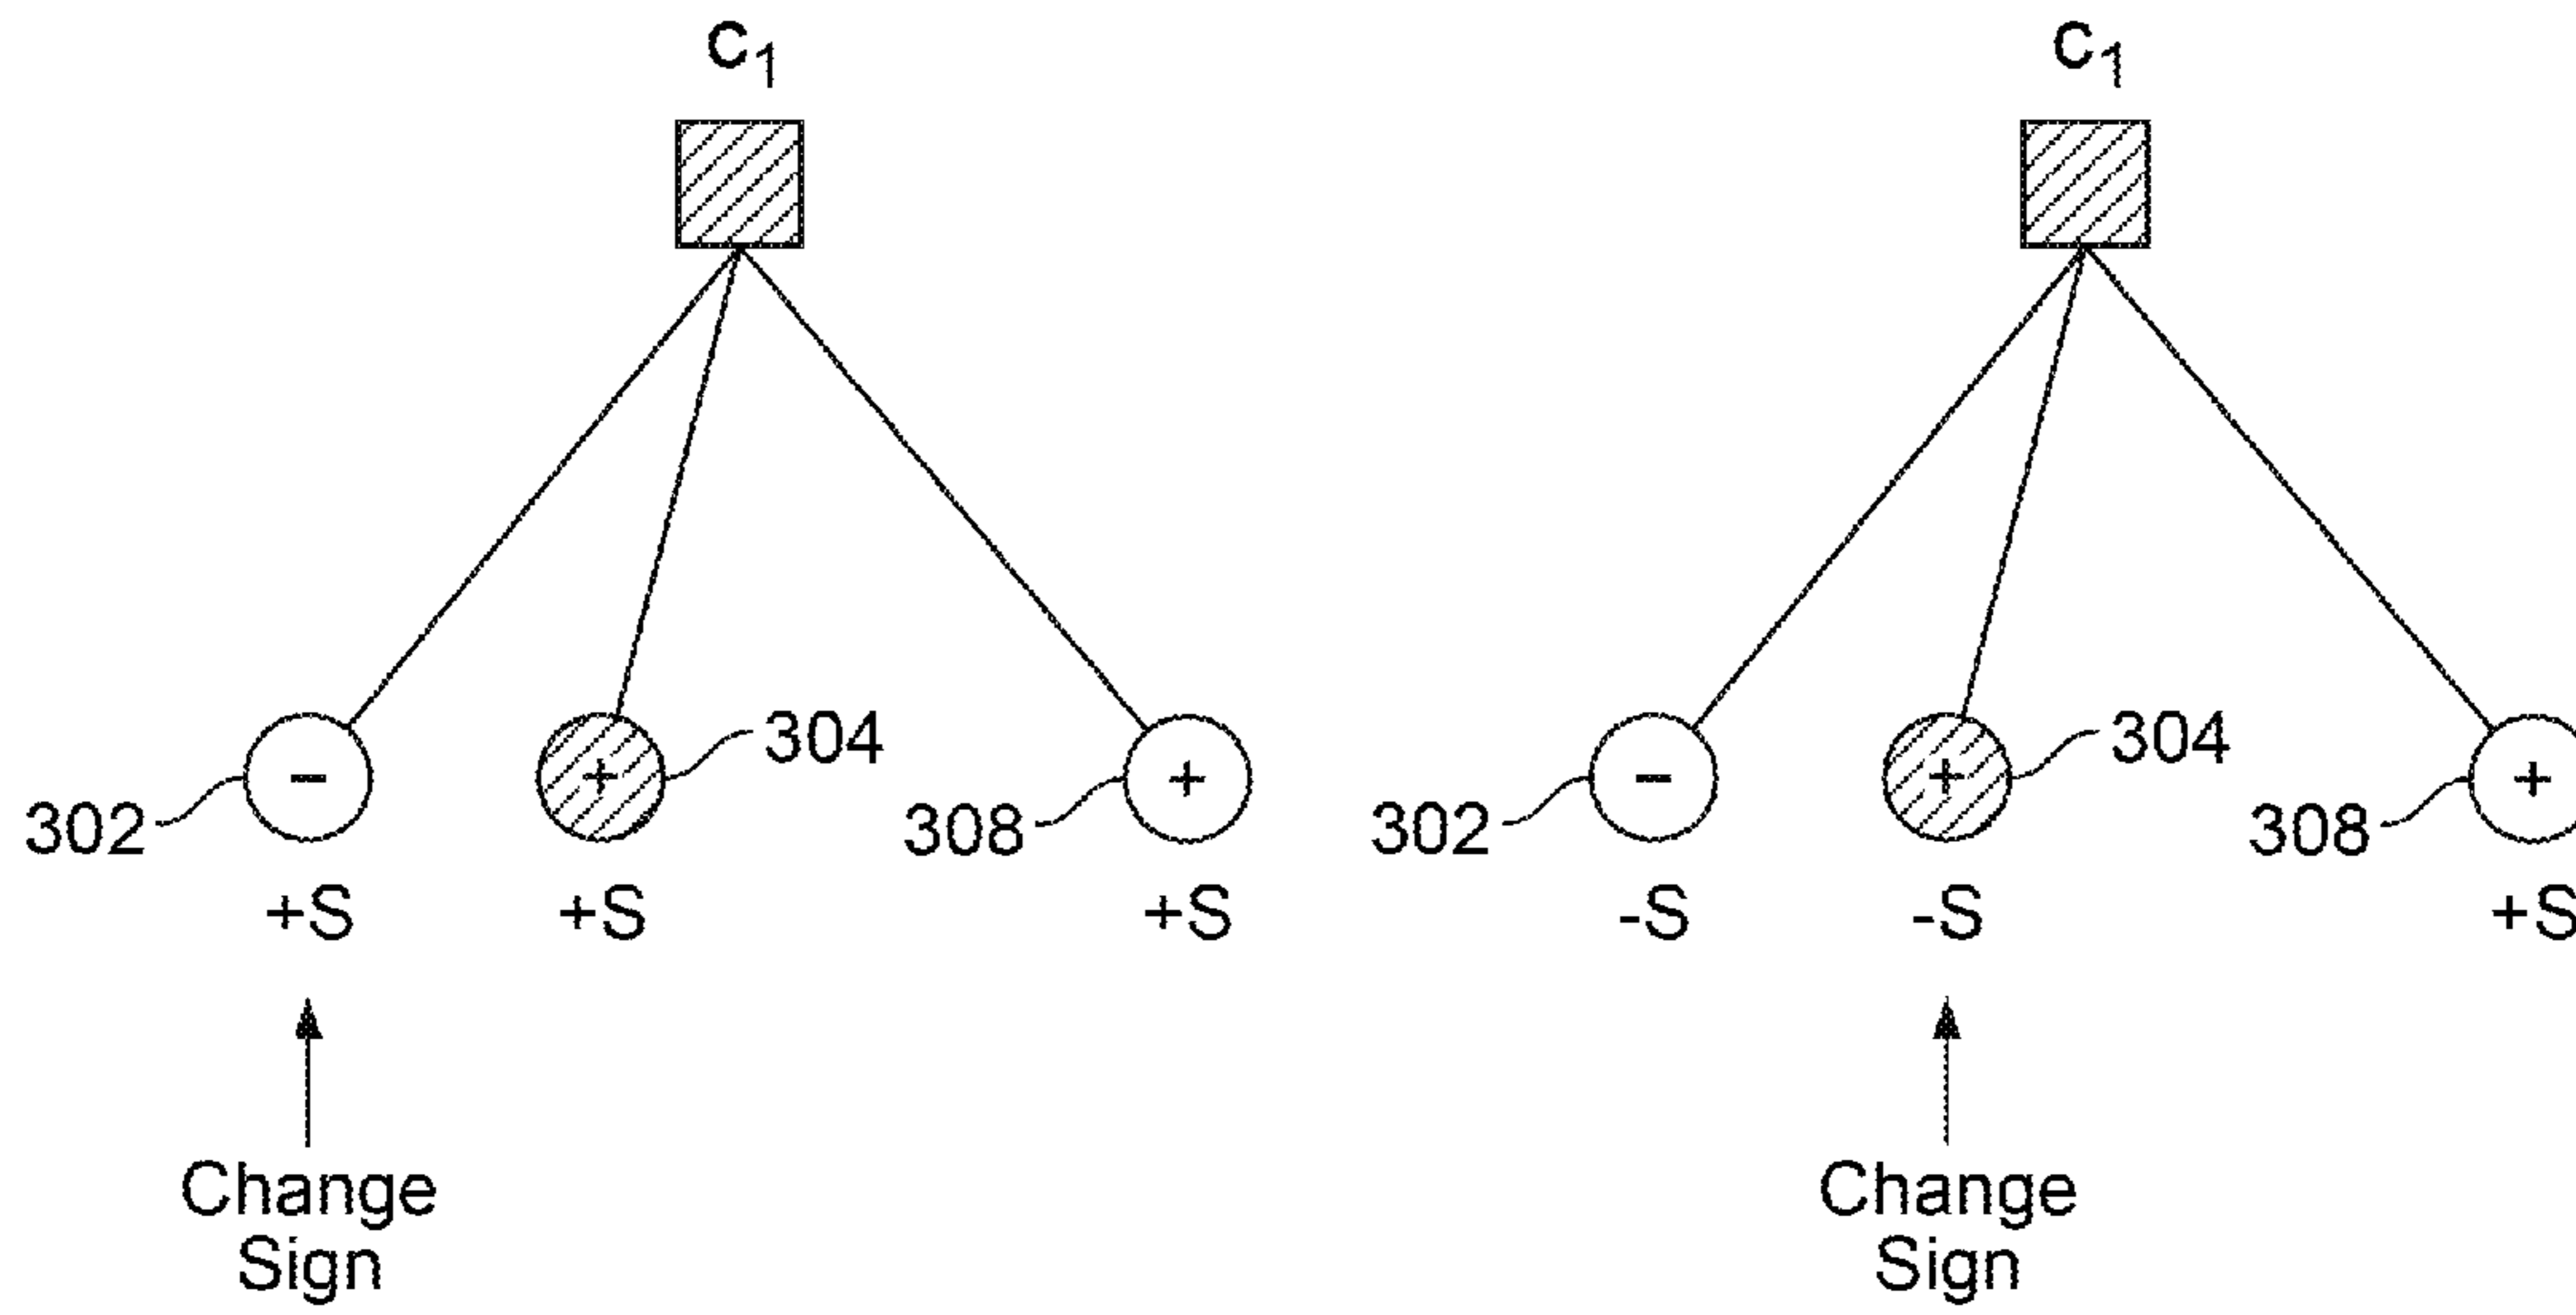 c1 c1
- + 304 + - + 304 +
302 308 302 308
+S +S +S -S -S +S
Change Change
Sign Sign